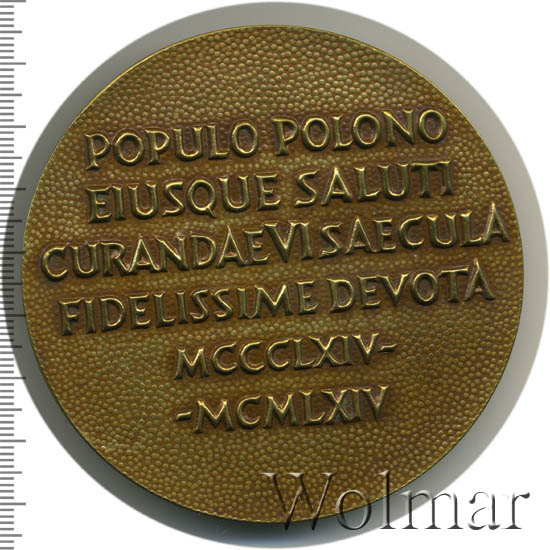 POPULO POLONO
EIUSQUE SALUTI
CURANDAE VI SAECULA
FIDELISSIME DEVOTA
MCCCLXIV-
-MCMLXIV
Wolmar